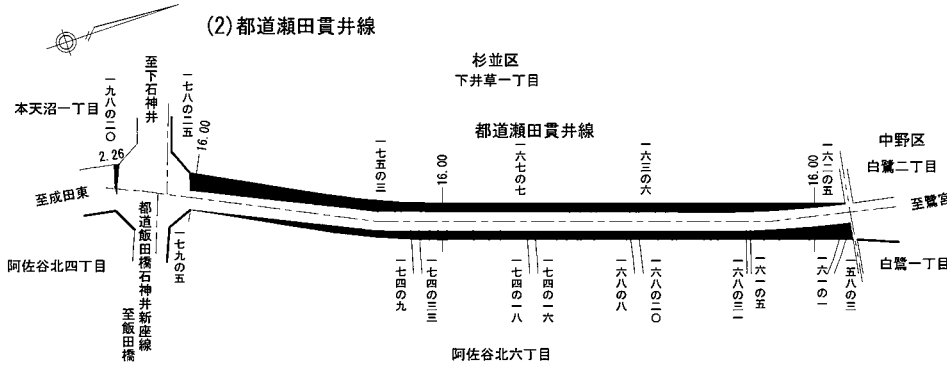 (2)都道瀬田貫井線
杉並区
下井草一丁目
都道瀬田貫井線
中野区
白鷺二丁目
本天沼一丁目
一九八の二〇
至下石神井
一七八の二五
16.00
2.26
一七五の三
16.00
一六七の七
一六三の六
16.00
一六二の五
至成田東
至鷺宮
阿佐谷北四丁目
都道飯田橋石神井新座線
至飯田橋
一七九の五
一七四の九
一七四の三三
一七四の一八
一七四の一六
一六八の八
一六八の二〇
一六八の三一
一六一の五
一六一の一
一五八の三
白鷺一丁目
阿佐谷北六丁目